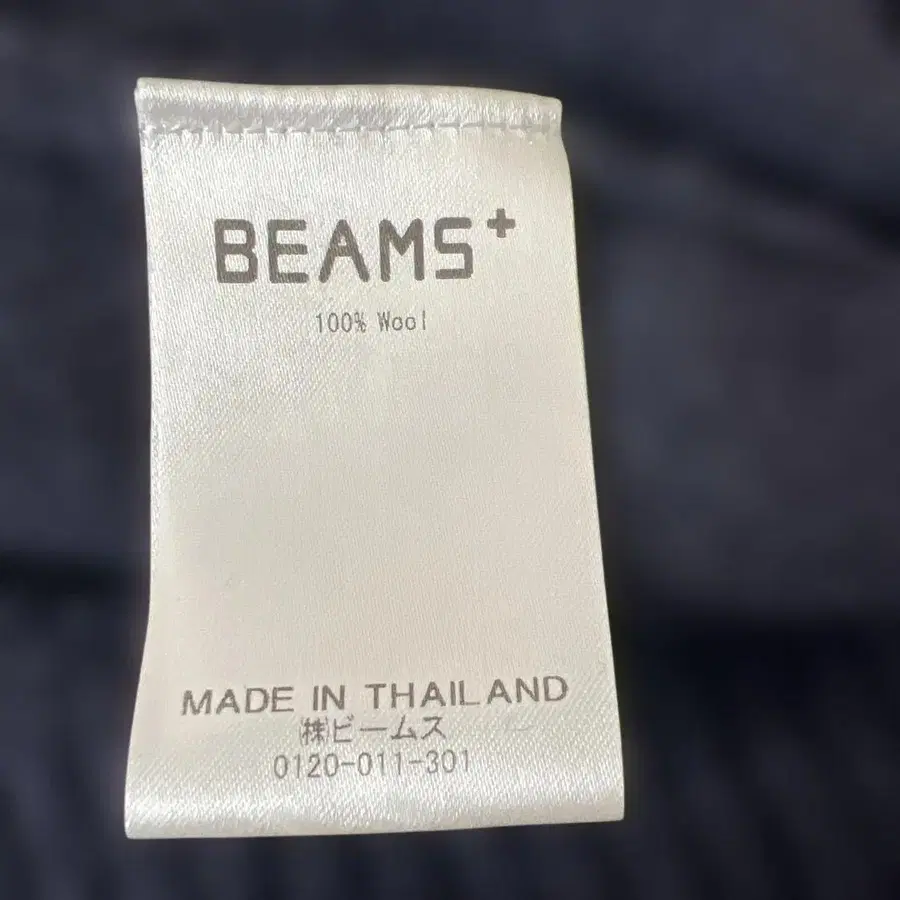 BEAMS+
100% Wool
MADE IN THAILAND
㈱ビームス
0120-011-301